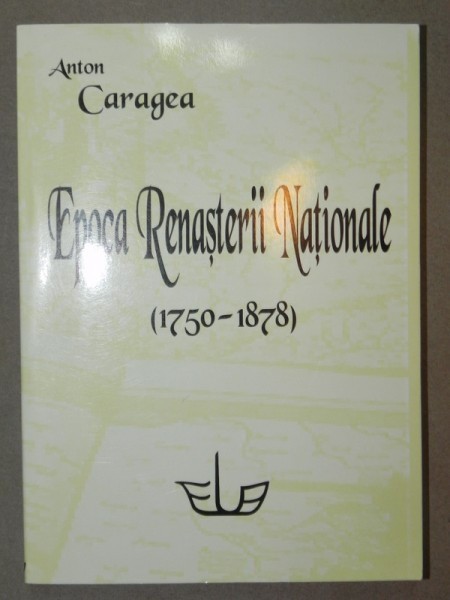 Anton
Caragea
Epoca Renașterii Naționale
(1750-1878)